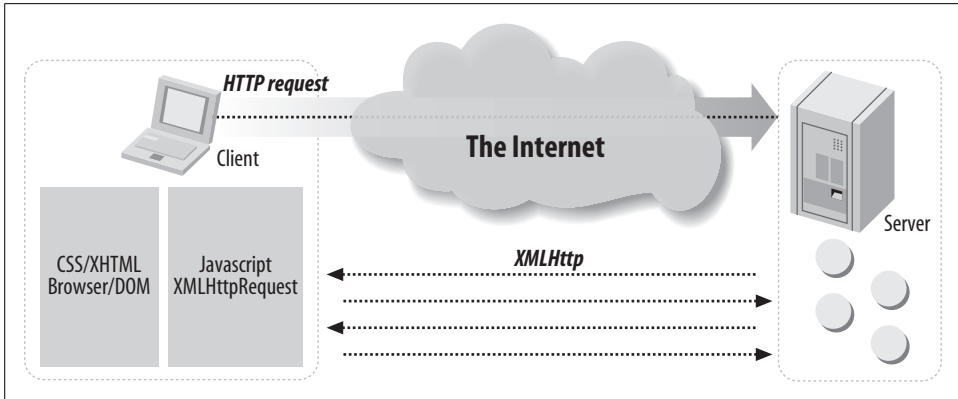 HTTP request
The Internet
Client
Server
CSS/XHTML
Browser/DOM
Javascript
XMLHttpRequest
XMLHttp